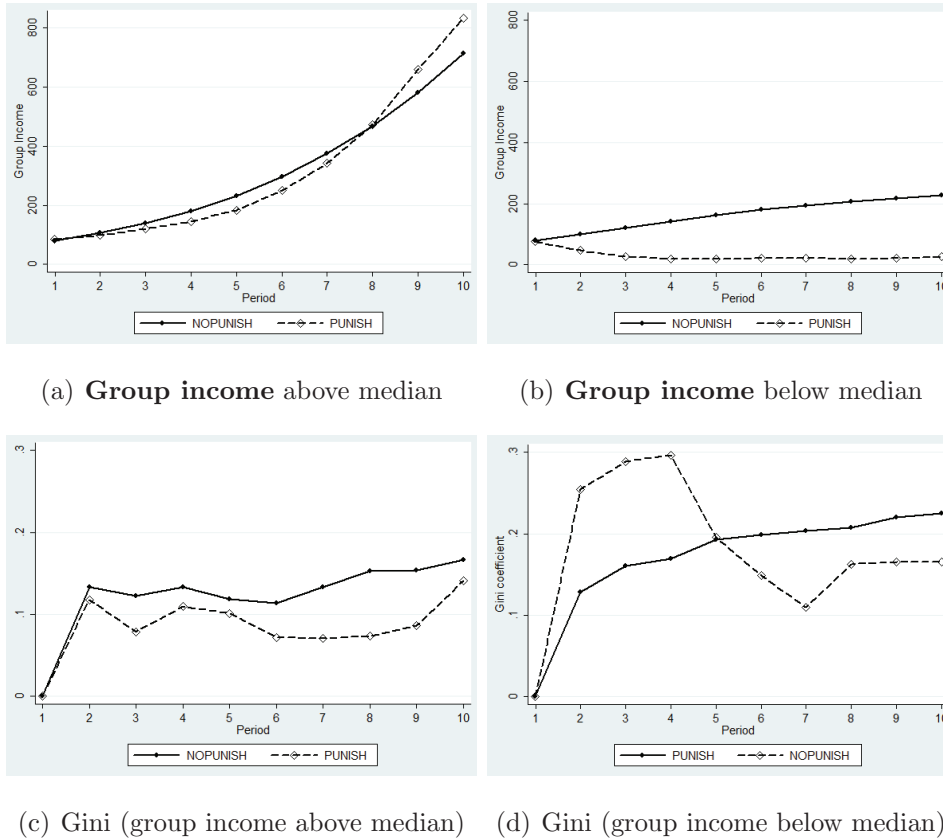 800
600
400
200
0
Group Income
1 2 3 4 5 6 7 8 9 10
Period
NOPUNISH PUNISH
(a) Group income above median
800
600
400
200
0
Group Income
1 2 3 4 5 6 7 8 9 10
Period
NOPUNISH PUNISH
(b) Group income below median
.3
.2
.1
0
1 2 3 4 5 6 7 8 9 10
Period
NOPUNISH PUNISH
(c) Gini (group income above median)
.3
.2
.1
0
Gini coefficient
1 2 3 4 5 6 7 8 9 10
Period
PUNISH NOPUNISH
(d) Gini (group income below median)